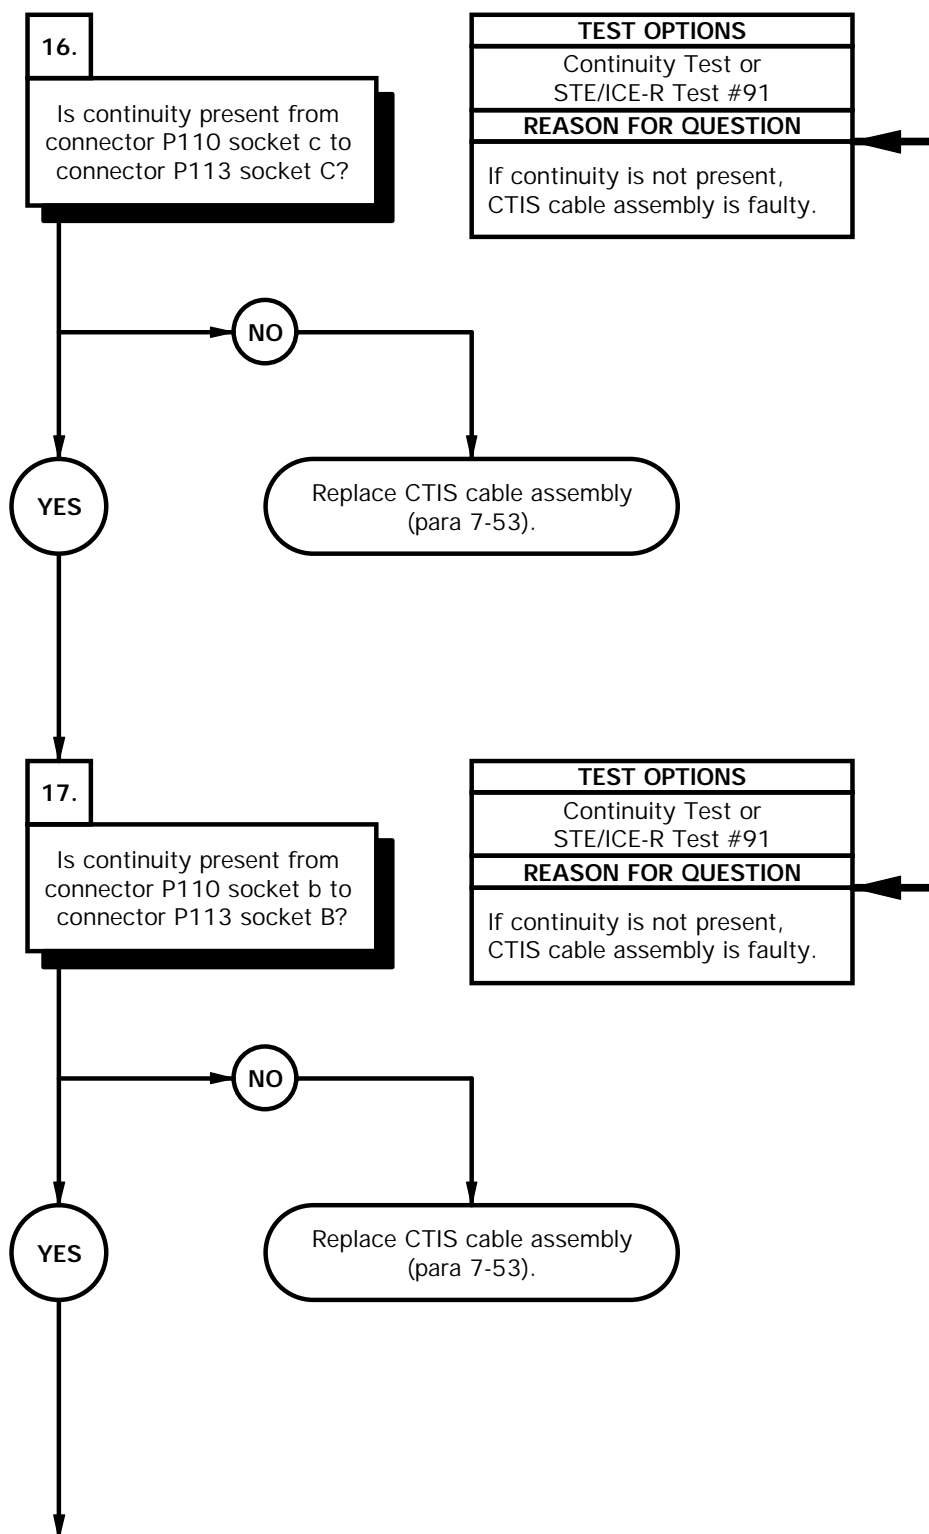 16.
Is continuity present from
connector P110 socket c to
connector P113 socket C?
TEST OPTIONS
Continuity Test or
STE/ICE-R Test #91
REASON FOR QUESTION
If continuity is not present,
CTIS cable assembly is faulty.
NO
YES
Replace CTIS cable assembly
(para 7-53).
17.
Is continuity present from
connector P110 socket b to
connector P113 socket B?
TEST OPTIONS
Continuity Test or
STE/ICE-R Test #91
REASON FOR QUESTION
If continuity is not present,
CTIS cable assembly is faulty.
NO
YES
Replace CTIS cable assembly
(para 7-53).